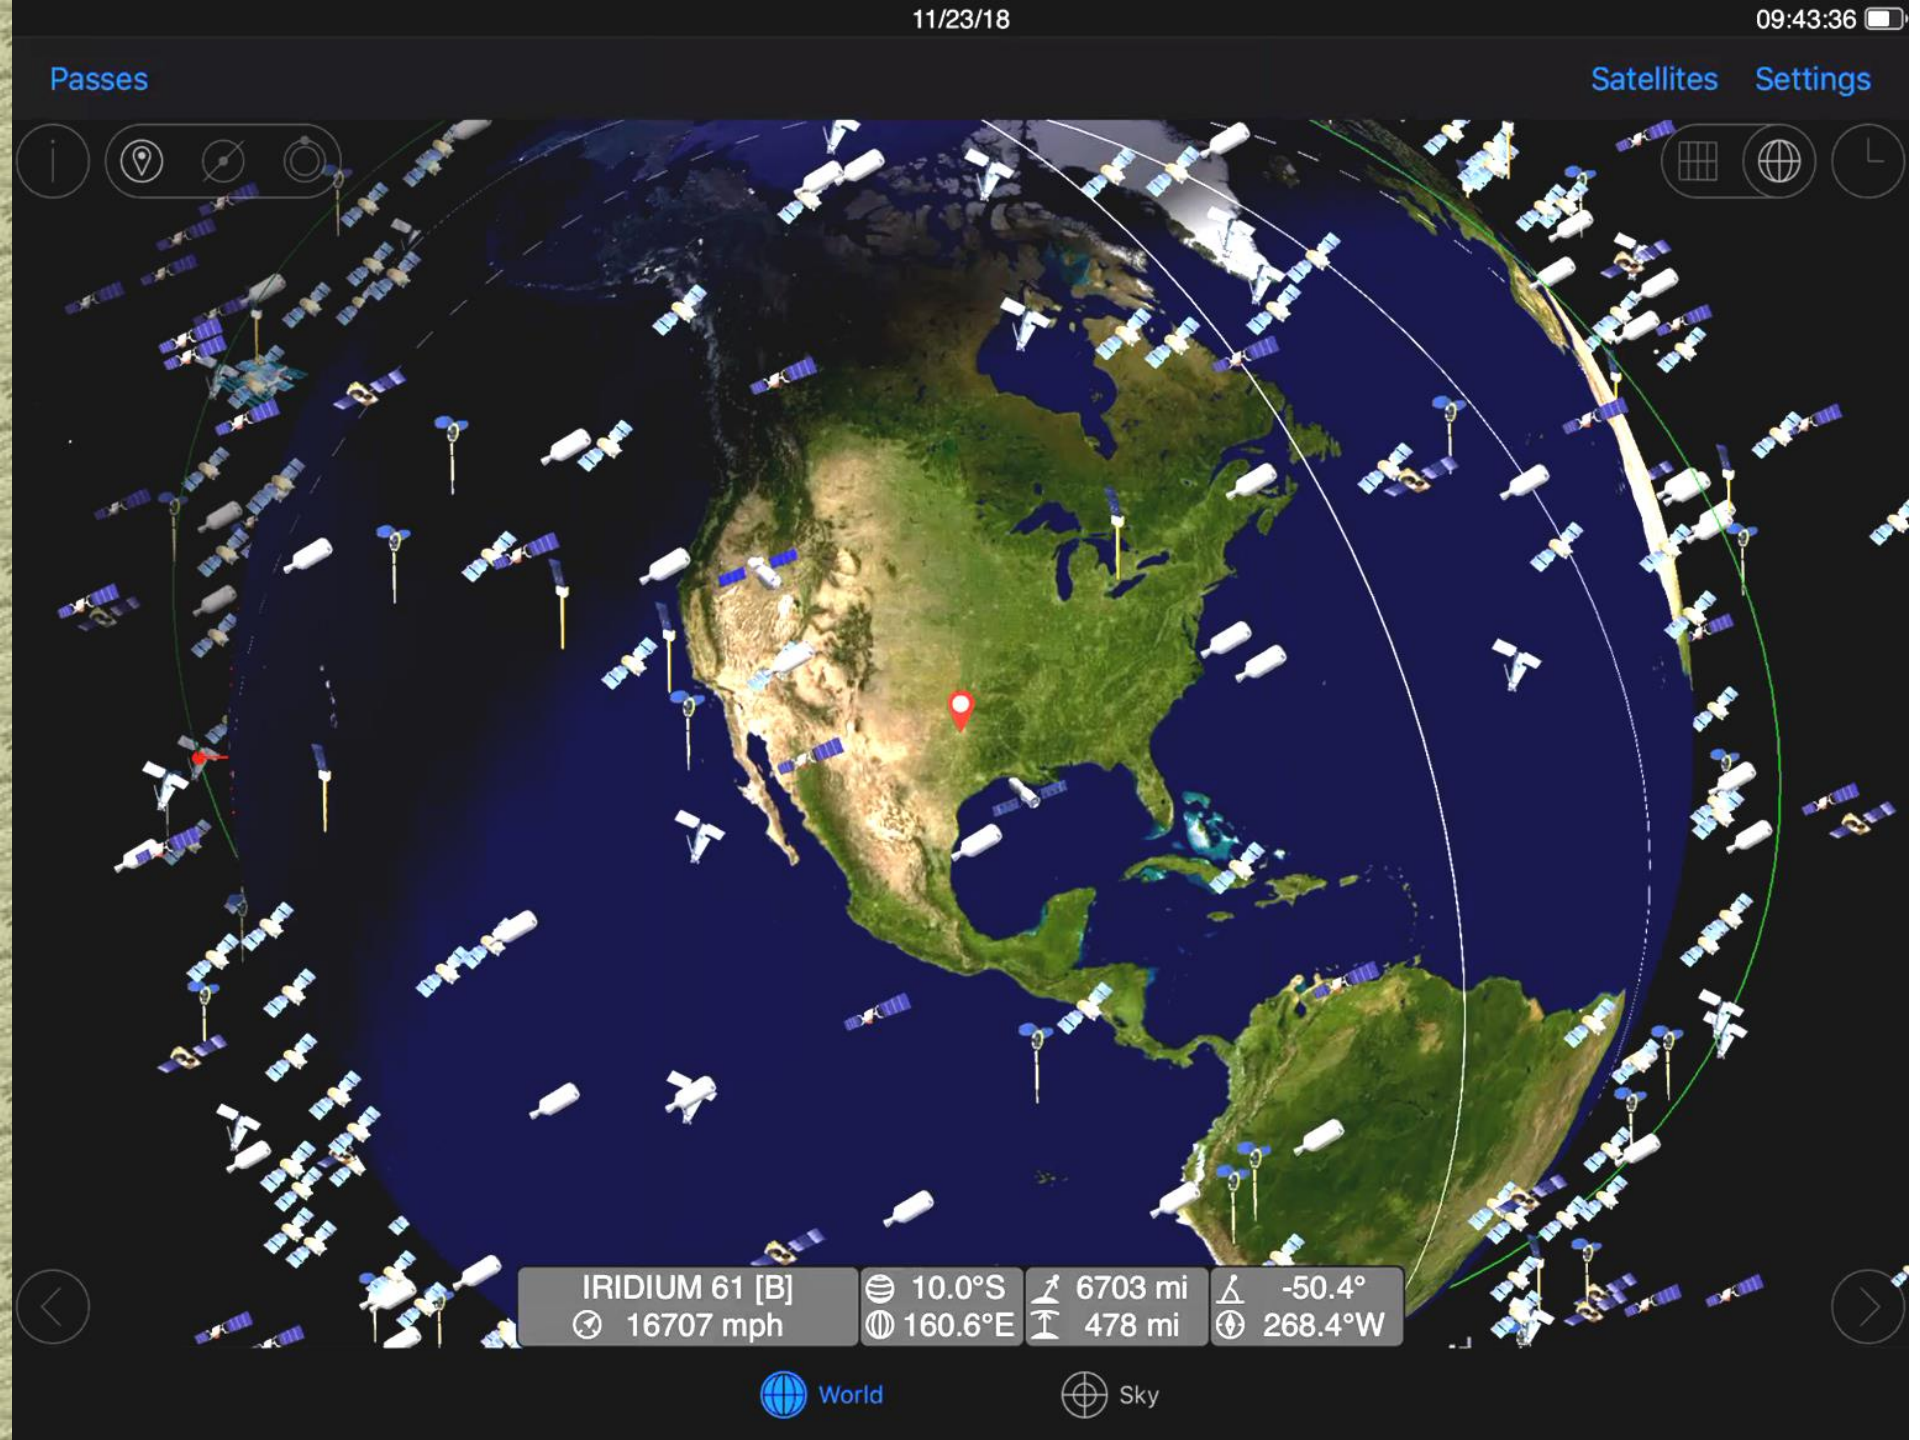 11/23/18
09:43:36
Passes
Satellites
Settings
IRIDIUM 61 [B]
16707 mph
10.0°S
160.6°E
6703 mi
478 mi
-50.4°
268.4°W
World
Sky